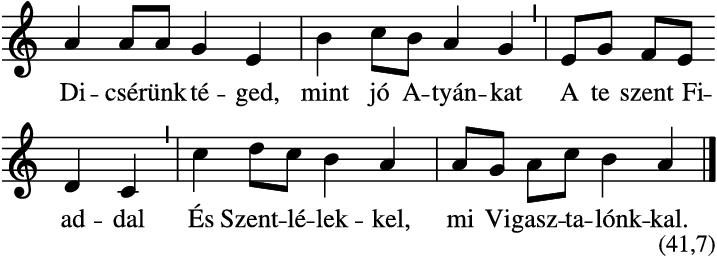 Di – csérünk té – ged, mint jó A – tyán – kat A te szent Fi –
ad – dal És Szent – lé – lek – kel, mi Vigasz – ta – lónk – kal.
(41,7)